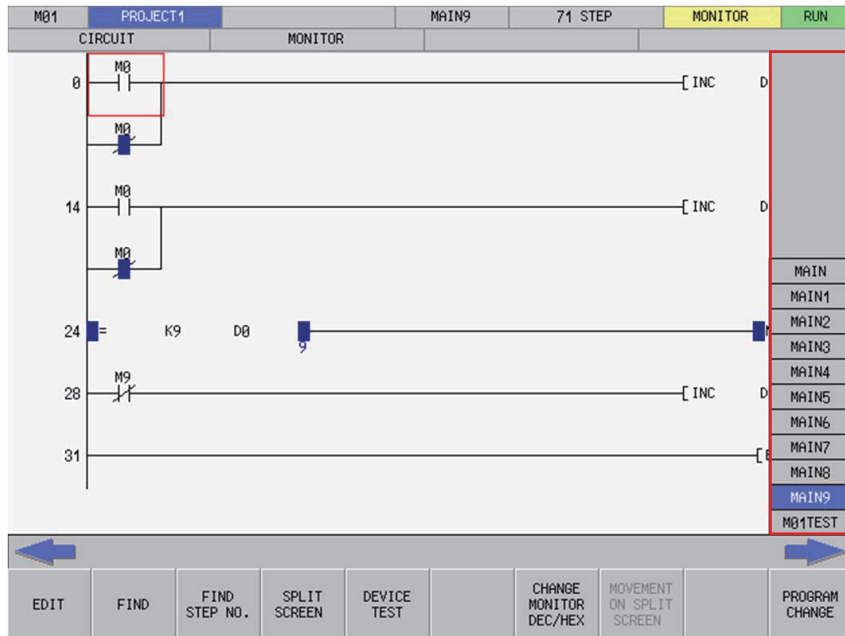 M01 PROJECT1 MAIN9 71 STEP MONITOR RUN
CIRCUIT MONITOR
M0
0 [ INC D
M0
M0
14 [ INC D
M0
24 = K9 D0
9
M9
28 [ INC D
31 [
MAIN
MAIN1
MAIN2
MAIN3
MAIN4
MAIN5
MAIN6
MAIN7
MAIN8
MAIN9
M01TEST
EDIT
FIND
FIND
STEP NO.
SPLIT
SCREEN
DEVICE
TEST
CHANGE
MONITOR
DEC/HEX
MOVEMENT
ON SPLIT
SCREEN
PROGRAM
CHANGE